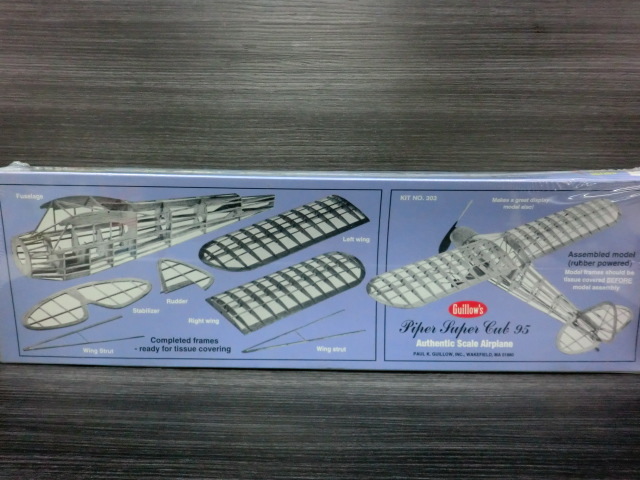 Fuselage
Left wing
Rudder
Stabilizer
Right wing
Wing Strut
Completed frames
- ready for tissue covering
Wing strut
KIT NO. 303
Makes a great display
model also!
Assembled model
(rubber powered)
Model frames should be
tissue covered BEFORE
model assembly
Guillow's
Piper Super Cub 95
Authentic Scale Airplane
PAUL K. GUILLOW, INC., WAKEFIELD, MA 01880